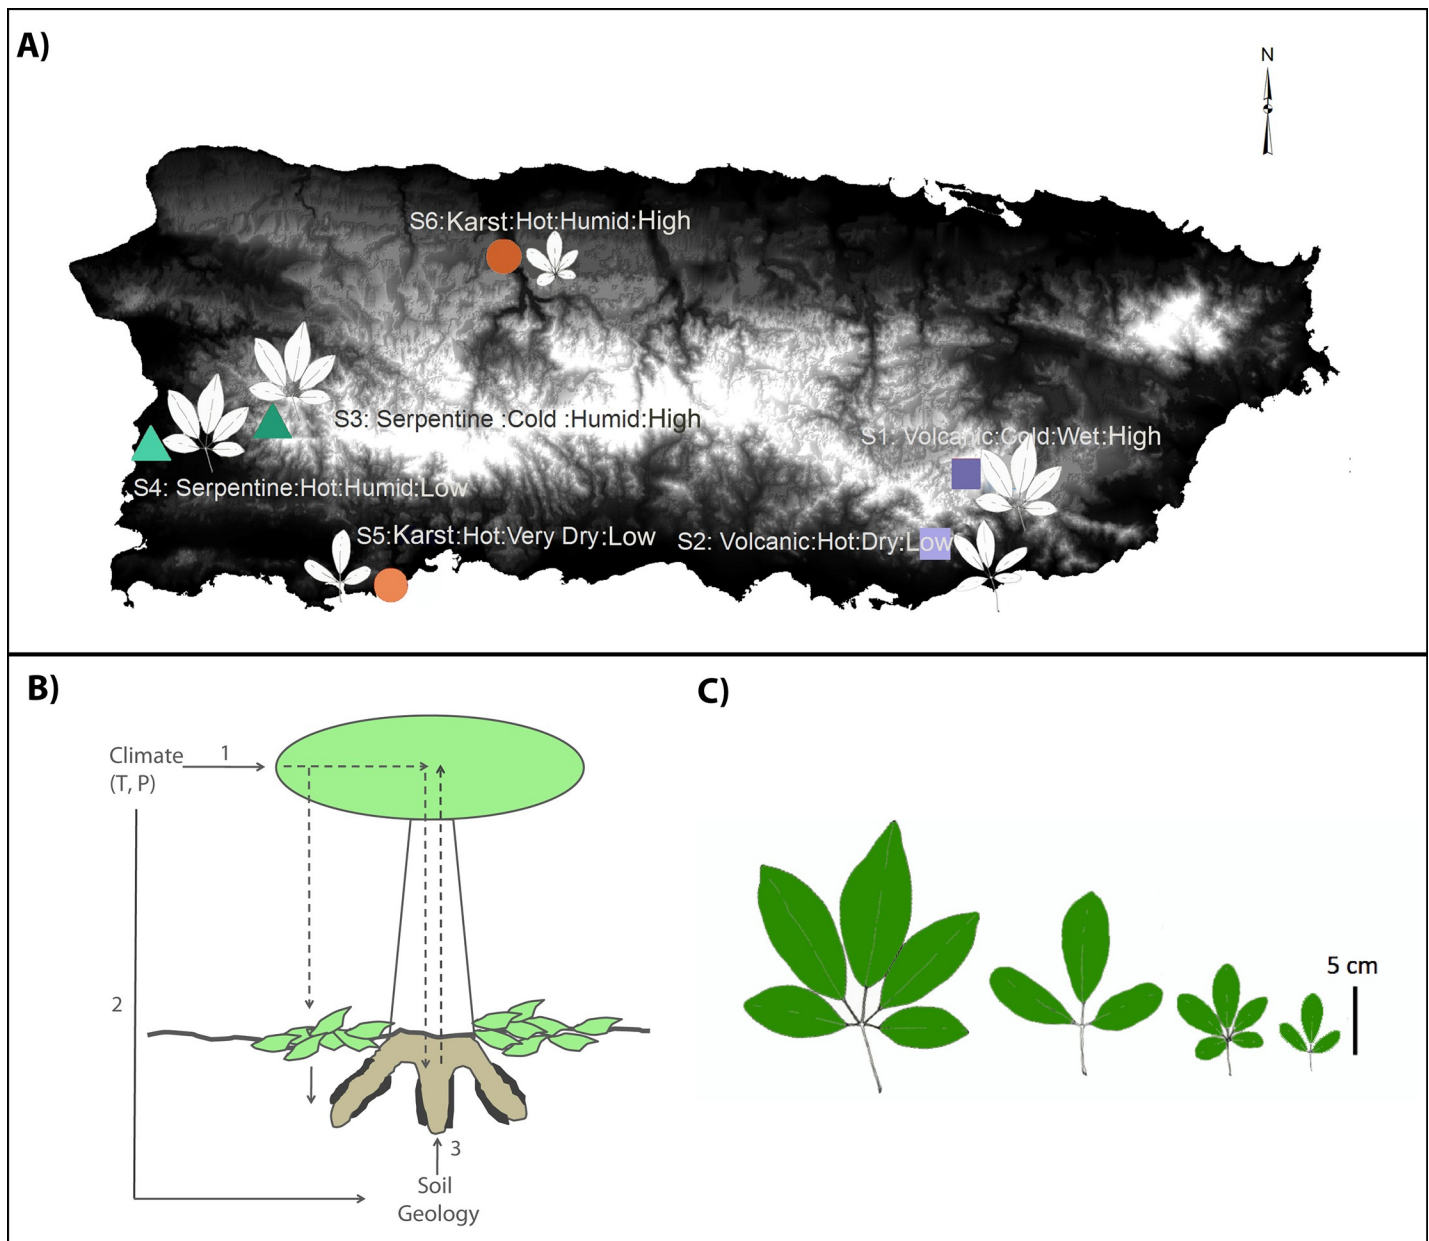 A)
N
S6:Karst:Hot:Humid:High
S3: Serpentine :Cold :Humid:High
S1: Volcanic:Cold:Wet:High
S4: Serpentine:Hot:Humid:Low
S5:Karst:Hot:Very Dry:Low
S2: Volcanic:Hot:Dry:Low
B)
Climate
(T, P)
1
2
3
Soil
Geology
C)
5 cm